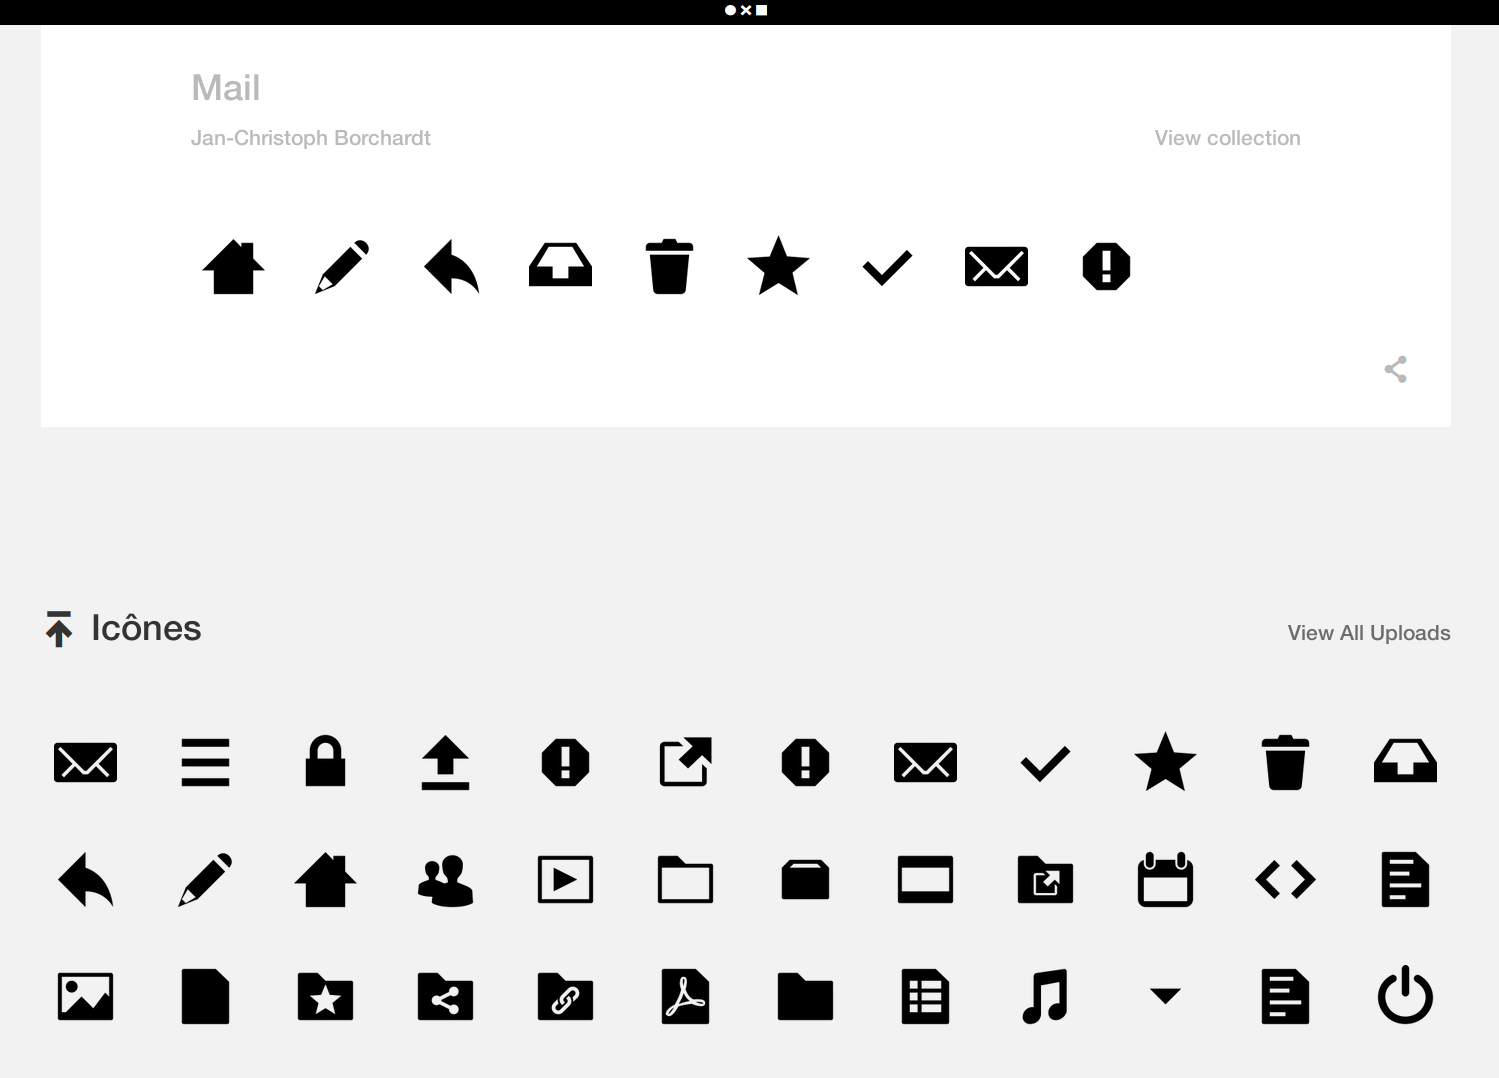 Mail
Jan-Christoph Borchardt
View collection
Icônes
View All Uploads